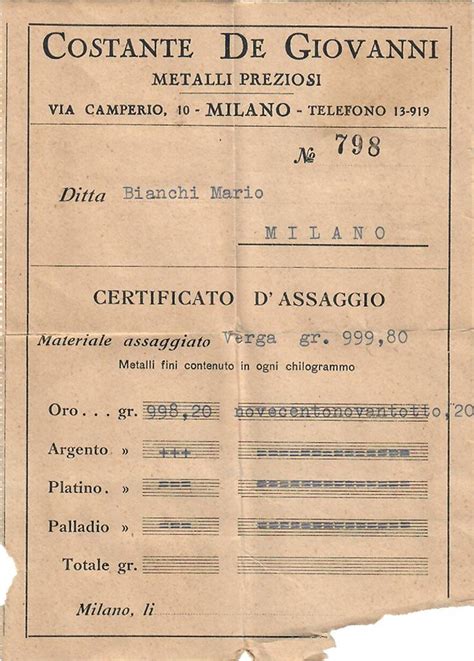 COSTANTE DE GIOVANNI
METALLI PREZIOSI
VIA CAMPERIO, 10 - MILANO - TELEFONO 13-919
№ 798
Ditta Bianchi Mario
MILANO
CERTIFICATO D'ASSAGGIO
Materiale assaggiato Verga gr. 999,80
Metalli fini contenuto in ogni chilogrammo
Oro... gr. 998,20 novecentonovantotto,20
Argento » +++ ===============
Platino. » === ===============
Palladio » === ===============
Totale gr.
Milano, li